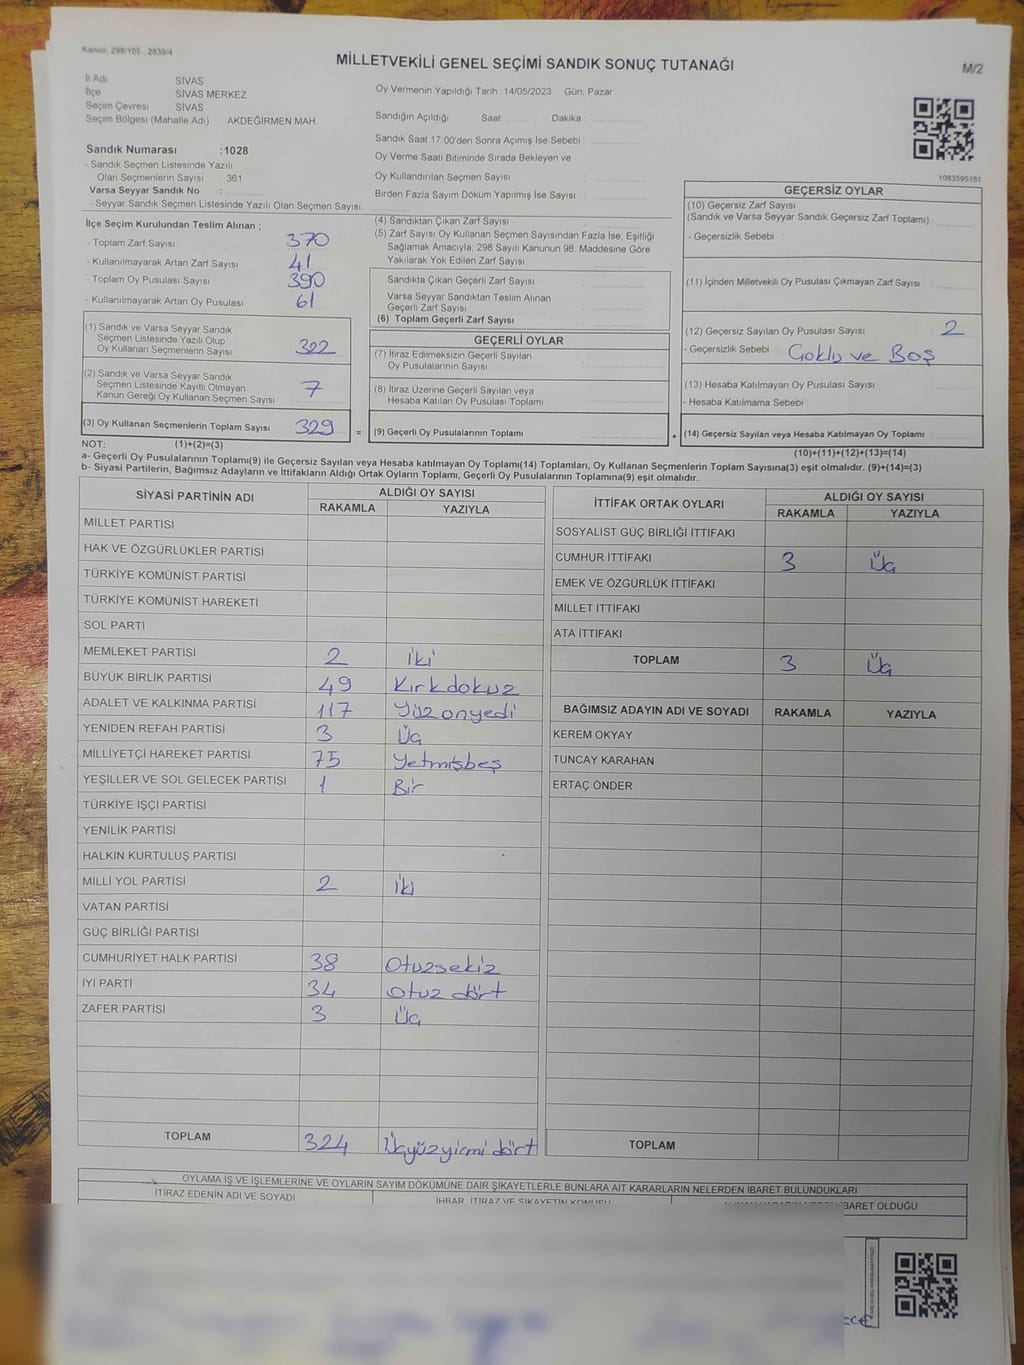 Kanun: 298/105 - 2839/4
MİLLETVEKİLİ GENEL SEÇİMİ SANDIK SONUÇ TUTANAĞI
M/2
İl Adı : SİVAS
İlçe : SİVAS MERKEZ
Seçim Çevresi : SİVAS
Seçim Bölgesi (Mahalle Adı) : AKDEĞİRMEN MAH.
Sandık Numarası :1028
- Sandık Seçmen Listesinde Yazılı
Olan Seçmenlerin Sayısı : 361
Varsa Seyyar Sandık No :
- Seyyar Sandık Seçmen Listesinde Yazılı Olan Seçmen Sayısı:
Oy Vermenin Yapıldığı Tarih : 14/05/2023 Gün: Pazar
Sandığın Açıldığı Saat: Dakika :
Sandık Saat 17:00'den Sonra Açımış İse Sebebi :
Oy Verme Saati Bitiminde Sırada Bekleyen ve
Oy Kullandırılan Seçmen Sayısı :
Birden Fazla Sayım Döküm Yapılmış İse Sayısı :
1083595161
İlçe Seçim Kurulundan Teslim Alınan ;
- Toplam Zarf Sayısı : 370
- Kullanılmayarak Artan Zarf Sayısı : 41
- Toplam Oy Pusulası Sayısı : 390
- Kullanılmayarak Artan Oy Pusulası : 61
(1) Sandık ve Varsa Seyyar Sandık
Seçmen Listesinde Yazılı Olup
Oy Kullanan Seçmenlerin Sayısı : 322
(2) Sandık ve Varsa Seyyar Sandık
Seçmen Listesinde Kayıtlı Olmayan
Kanun Gereği Oy Kullanan Seçmen Sayısı : 7
(3) Oy Kullanan Seçmenlerin Toplam Sayısı : 329
=
(4) Sandıktan Çıkan Zarf Sayısı :
(5) Zarf Sayısı Oy Kullanan Seçmen Sayısından Fazla İse, Eşitliği
Sağlamak Amacıyla; 298 Sayılı Kanunun 98. Maddesine Göre
Yakılarak Yok Edilen Zarf Sayısı :
Sandıkta Çıkan Geçerli Zarf Sayısı :
Varsa Seyyar Sandıktan Teslim Alınan
Geçerli Zarf Sayısı :
(6) Toplam Geçerli Zarf Sayısı :
GEÇERLİ OYLAR
(7) İtiraz Edilmeksizin Geçerli Sayılan
Oy Pusulalarının Sayısı :
(8) İtiraz Üzerine Geçerli Sayılan veya
Hesaba Katılan Oy Pusulası Toplamı :
(9) Geçerli Oy Pusulalarının Toplamı :
+
GEÇERSİZ OYLAR
(10) Geçersiz Zarf Sayısı
(Sandık ve Varsa Seyyar Sandık Geçersiz Zarf Toplamı) :
- Geçersizlik Sebebi :
(11) İçinden Milletvekili Oy Pusulası Çıkmayan Zarf Sayısı :
(12) Geçersiz Sayılan Oy Pusulası Sayısı : 2
- Geçersizlik Sebebi : Çoklu ve Boş
(13) Hesaba Katılmayan Oy Pusulası Sayısı :
- Hesaba Katılmama Sebebi :
(14) Geçersiz Sayılan veya Hesaba Katılmayan Oy Toplamı :
NOT: (1)+(2)=(3) (10)+(11)+(12)+(13)=(14)
a- Geçerli Oy Pusulalarının Toplamı(9) ile Geçersiz Sayılan veya Hesaba katılmayan Oy Toplamı(14) Toplamları, Oy Kullanan Seçmenlerin Toplam Sayısına(3) eşit olmalıdır. (9)+(14)=(3)
b- Siyasi Partilerin, Bağımsız Adayların ve İttifakların Aldığı Ortak Oyların Toplamı, Geçerli Oy Pusulalarının Toplamına(9) eşit olmalıdır.
SİYASİ PARTİNİN ADI ALDIĞI OY SAYISI
RAKAMLA YAZIYLA
MİLLET PARTİSİ
HAK VE ÖZGÜRLÜKLER PARTİSİ
TÜRKİYE KOMÜNİST PARTİSİ
TÜRKİYE KOMÜNİST HAREKETİ
SOL PARTİ
MEMLEKET PARTİSİ 2 iki
BÜYÜK BİRLİK PARTİSİ 49 Kırkdokuz
ADALET VE KALKINMA PARTİSİ 117 Yüzonyedi
YENİDEN REFAH PARTİSİ 3 Üç
MİLLİYETÇİ HAREKET PARTİSİ 75 Yetmişbeş
YEŞİLLER VE SOL GELECEK PARTİSİ 1 Bir
TÜRKİYE İŞÇİ PARTİSİ
YENİLİK PARTİSİ
HALKIN KURTULUŞ PARTİSİ
MİLLİ YOL PARTİSİ 2 iki
VATAN PARTİSİ
GÜÇ BİRLİĞİ PARTİSİ
CUMHURİYET HALK PARTİSİ 38 Otuzsekiz
İYİ PARTİ 34 Otuz dört
ZAFER PARTİSİ 3 Üç
TOPLAM 324 Üçyüzyirmi dört
İTTİFAK ORTAK OYLARI ALDIĞI OY SAYISI
RAKAMLA YAZIYLA
SOSYALİST GÜÇ BİRLİĞİ İTTİFAKI
CUMHUR İTTİFAKI 3 Üç
EMEK VE ÖZGÜRLÜK İTTİFAKI
MİLLET İTTİFAKI
ATA İTTİFAKI
TOPLAM 3 Üç
BAĞIMSIZ ADAYIN ADI VE SOYADI RAKAMLA YAZIYLA
KEREM OKYAY
TUNCAY KARAHAN
ERTAÇ ÖNDER
TOPLAM
OYLAMA İŞ VE İŞLEMLERİNE VE OYLARIN SAYIM DÖKÜMÜNE DAİR ŞİKAYETLERLE BUNLARA AİT KARARLARIN NELERDEN İBARET BULUNDUKLARI
İTİRAZ EDENİN ADI VE SOYADI İHBAR, İTİRAZ VE ŞİKAYETİN KONUSU İBARET OLDUĞU